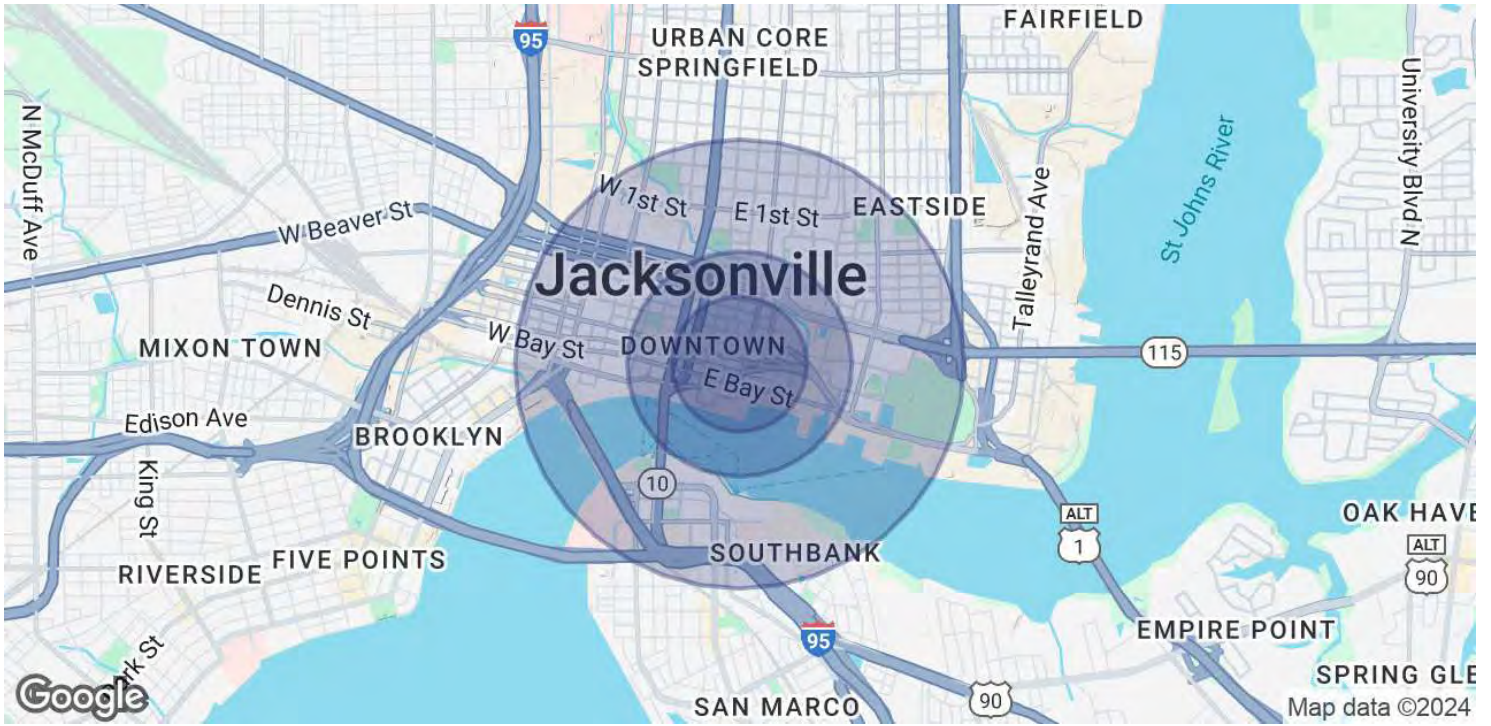 FAIRFIELD
95
URBAN CORE
SPRINGFIELD
N McDuff Ave
University Blvd N
St Johns River
W 1st St
E 1st St
EASTSIDE
Talleyrand Ave
W Beaver St
Jacksonville
Dennis St
W Bay St
MIXON TOWN
DOWNTOWN
115
E Bay St
Edison Ave
BROOKLYN
King St
10
ALT
1
OAK HAVE
ALT
90
SOUTHBANK
FIVE POINTS
RIVERSIDE
95
EMPIRE POINT
Park St
SPRING GLE
90
SAN MARCO
Google
Map data ©2024